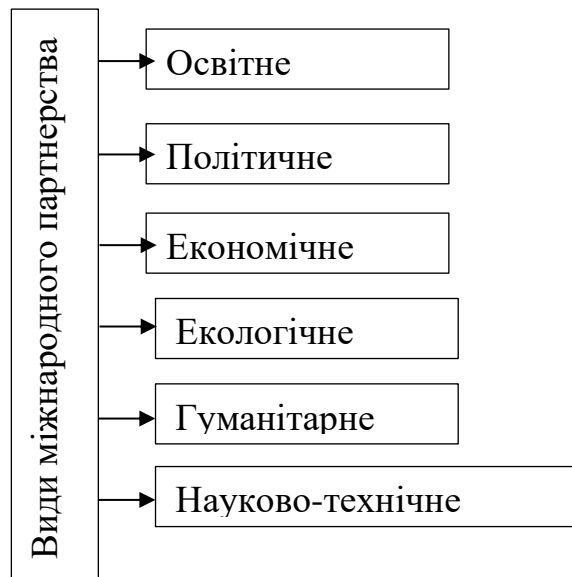 Види міжнародного партнерства
Освітне
Політичне
Економічне
Екологічне
Гуманітарне
Науково-технічне